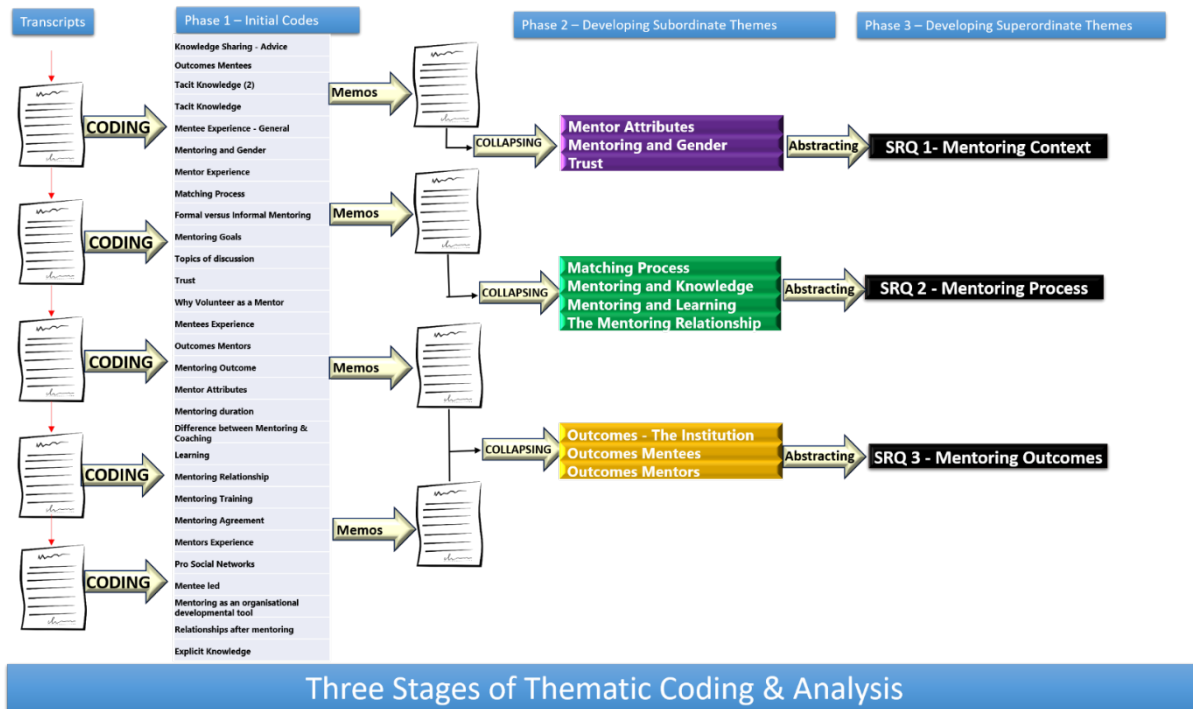 Transcripts
Phase 1 – Initial Codes
Phase 2 – Developing Subordinate Themes
Phase 3 – Developing Superordinate Themes
CODING
CODING
CODING
CODING
CODING
Knowledge Sharing - Advice
Outcomes Mentees
Tacit Knowledge (2)
Tacit Knowledge
Mentee Experience - General
Mentoring and Gender
Mentor Experience
Matching Process
Formal versus Informal Mentoring
Mentoring Goals
Topics of discussion
Trust
Why Volunteer as a Mentor
Mentees Experience
Outcomes Mentors
Mentoring Outcome
Mentor Attributes
Mentoring duration
Difference between Mentoring &
Coaching
Learning
Mentoring Relationship
Mentoring Training
Mentoring Agreement
Mentors Experience
Pro Social Networks
Mentee led
Mentoring as an organisational
developmental tool
Relationships after mentoring
Explicit Knowledge
Memos
Memos
Memos
Memos
COLLAPSING
Mentor Attributes
Mentoring and Gender
Trust
Abstracting
SRQ 1- Mentoring Context
COLLAPSING
Matching Process
Mentoring and Knowledge
Mentoring and Learning
The Mentoring Relationship
Abstracting
SRQ 2 - Mentoring Process
COLLAPSING
Outcomes - The Institution
Outcomes Mentees
Outcomes Mentors
Abstracting
SRQ 3 - Mentoring Outcomes
Three Stages of Thematic Coding & Analysis